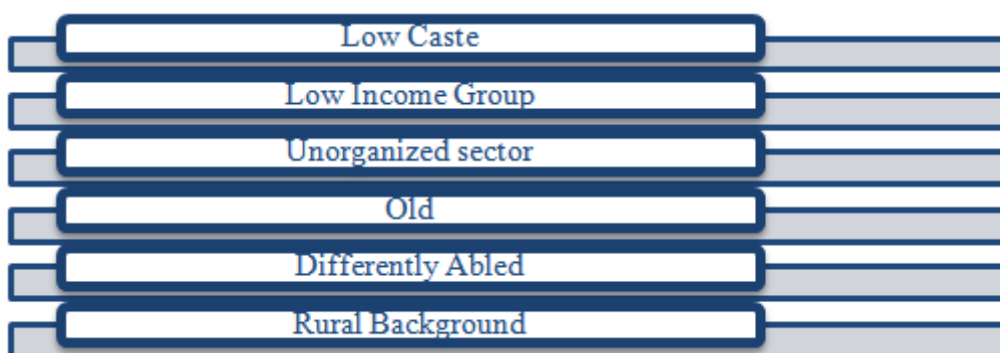 Low Caste
Low Income Group
Unorganized sector
Old
Differently Abled
Rural Background